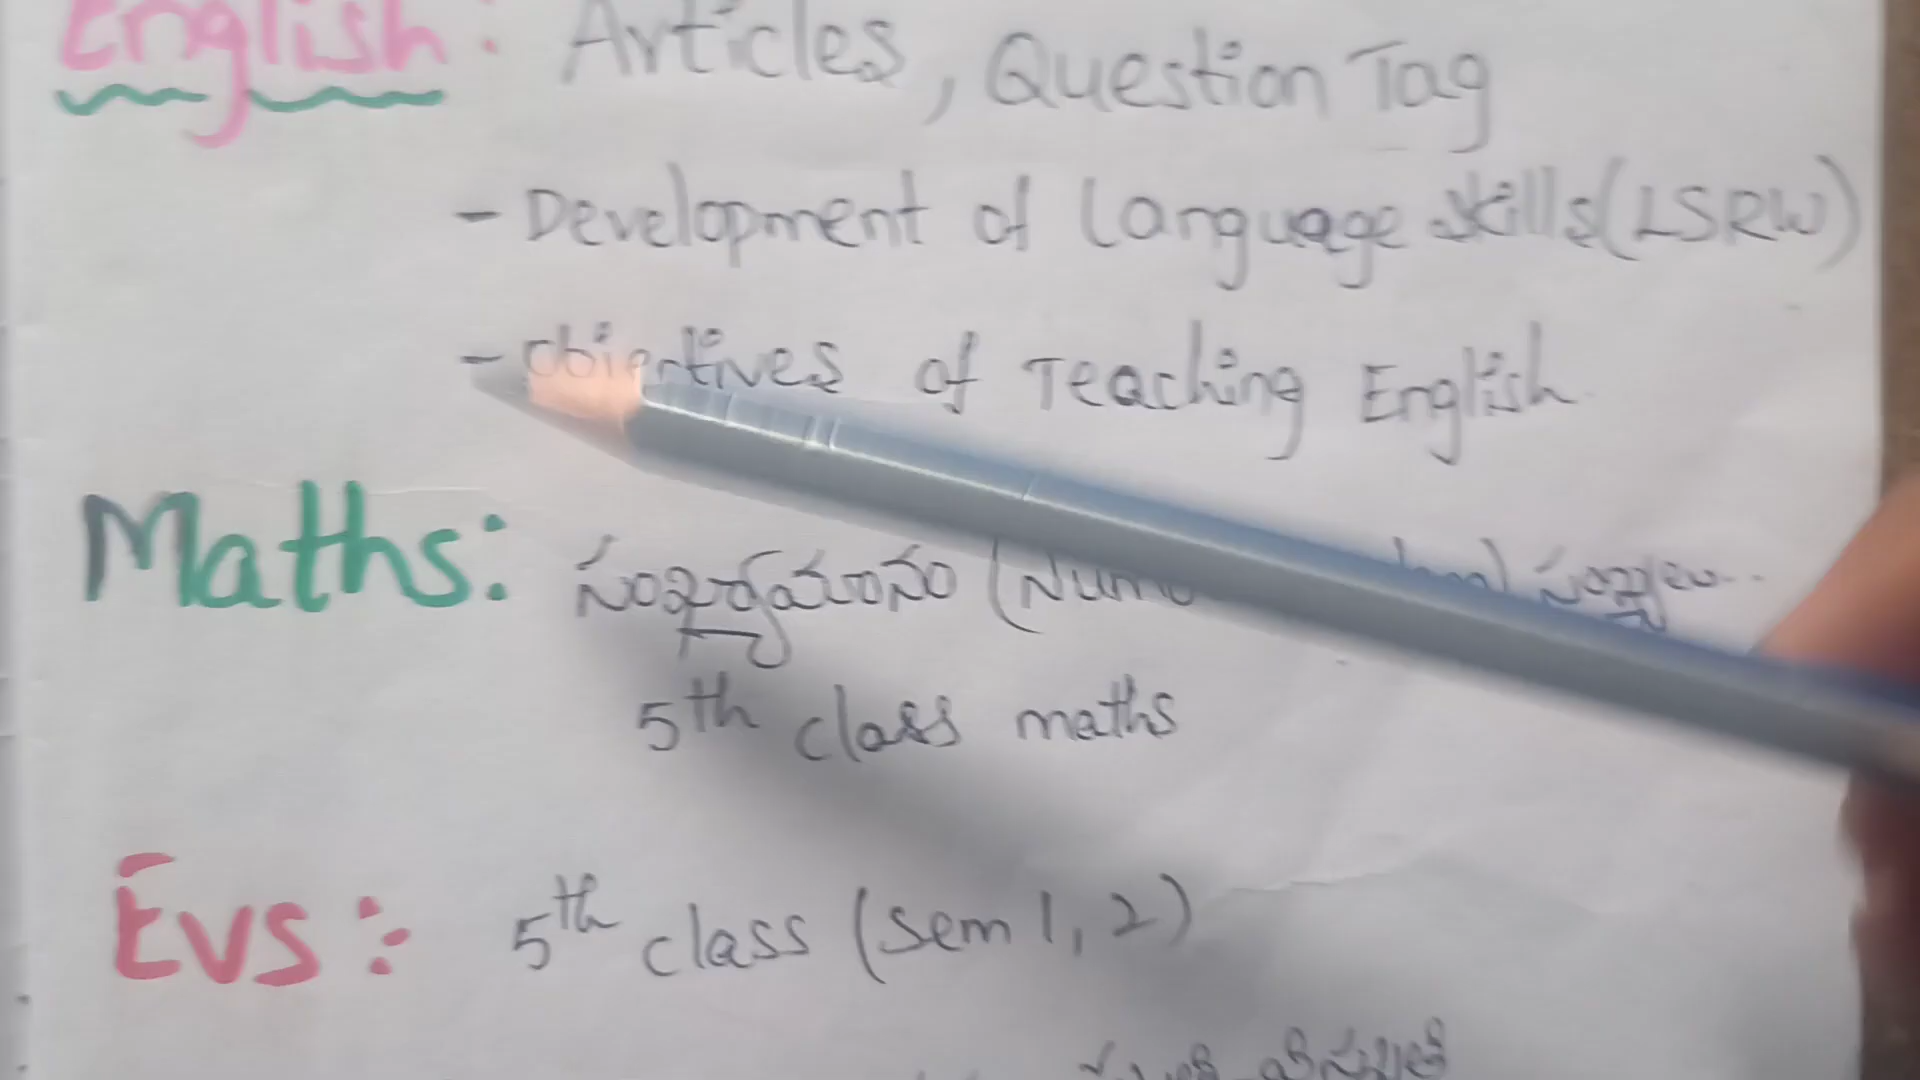 English: Articles, Question Tag
- Development of Language skills(LSRW)
- Objectives of Teaching English
Maths: సంఖ్యామానం
5th class maths
Evs: 5th class (sem 1, 2)